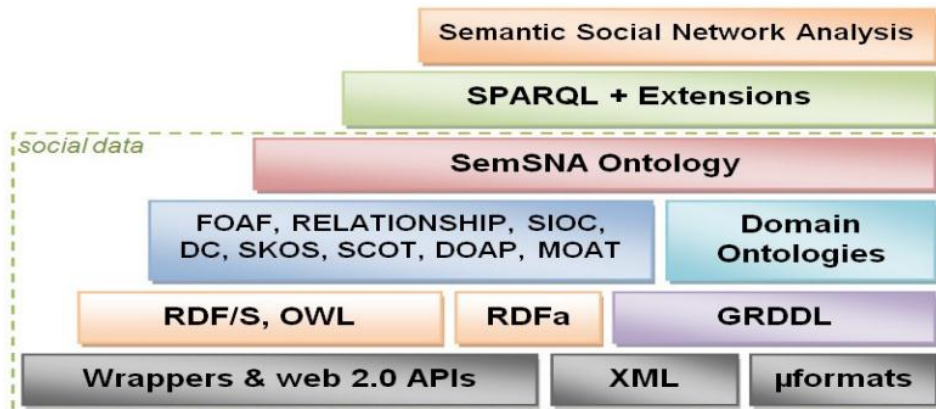 Semantic Social Network Analysis
SPARQL + Extensions
social data
SemSNA Ontology
FOAF, RELATIONSHIP, SIOC,
DC, SKOS, SCOT, DOAP, MOAT
Domain
Ontologies
RDF/S, OWL
RDFa
GRDDL
Wrappers & web 2.0 APIs
XML
µformats